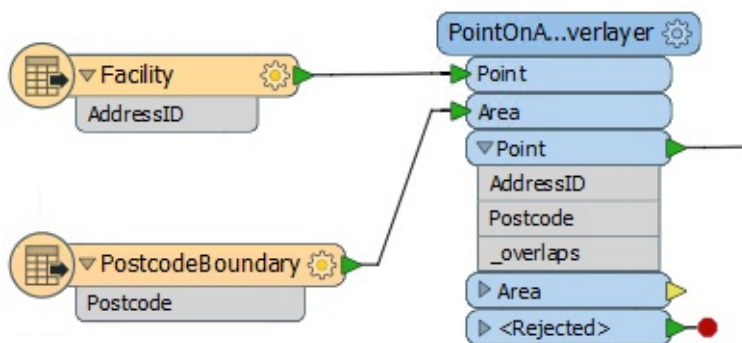 PointOnA...verlayer
Facility
AddressID
Point
Area
Point
AddressID
Postcode
_overlaps
PostcodeBoundary
Postcode
Area
<Rejected>